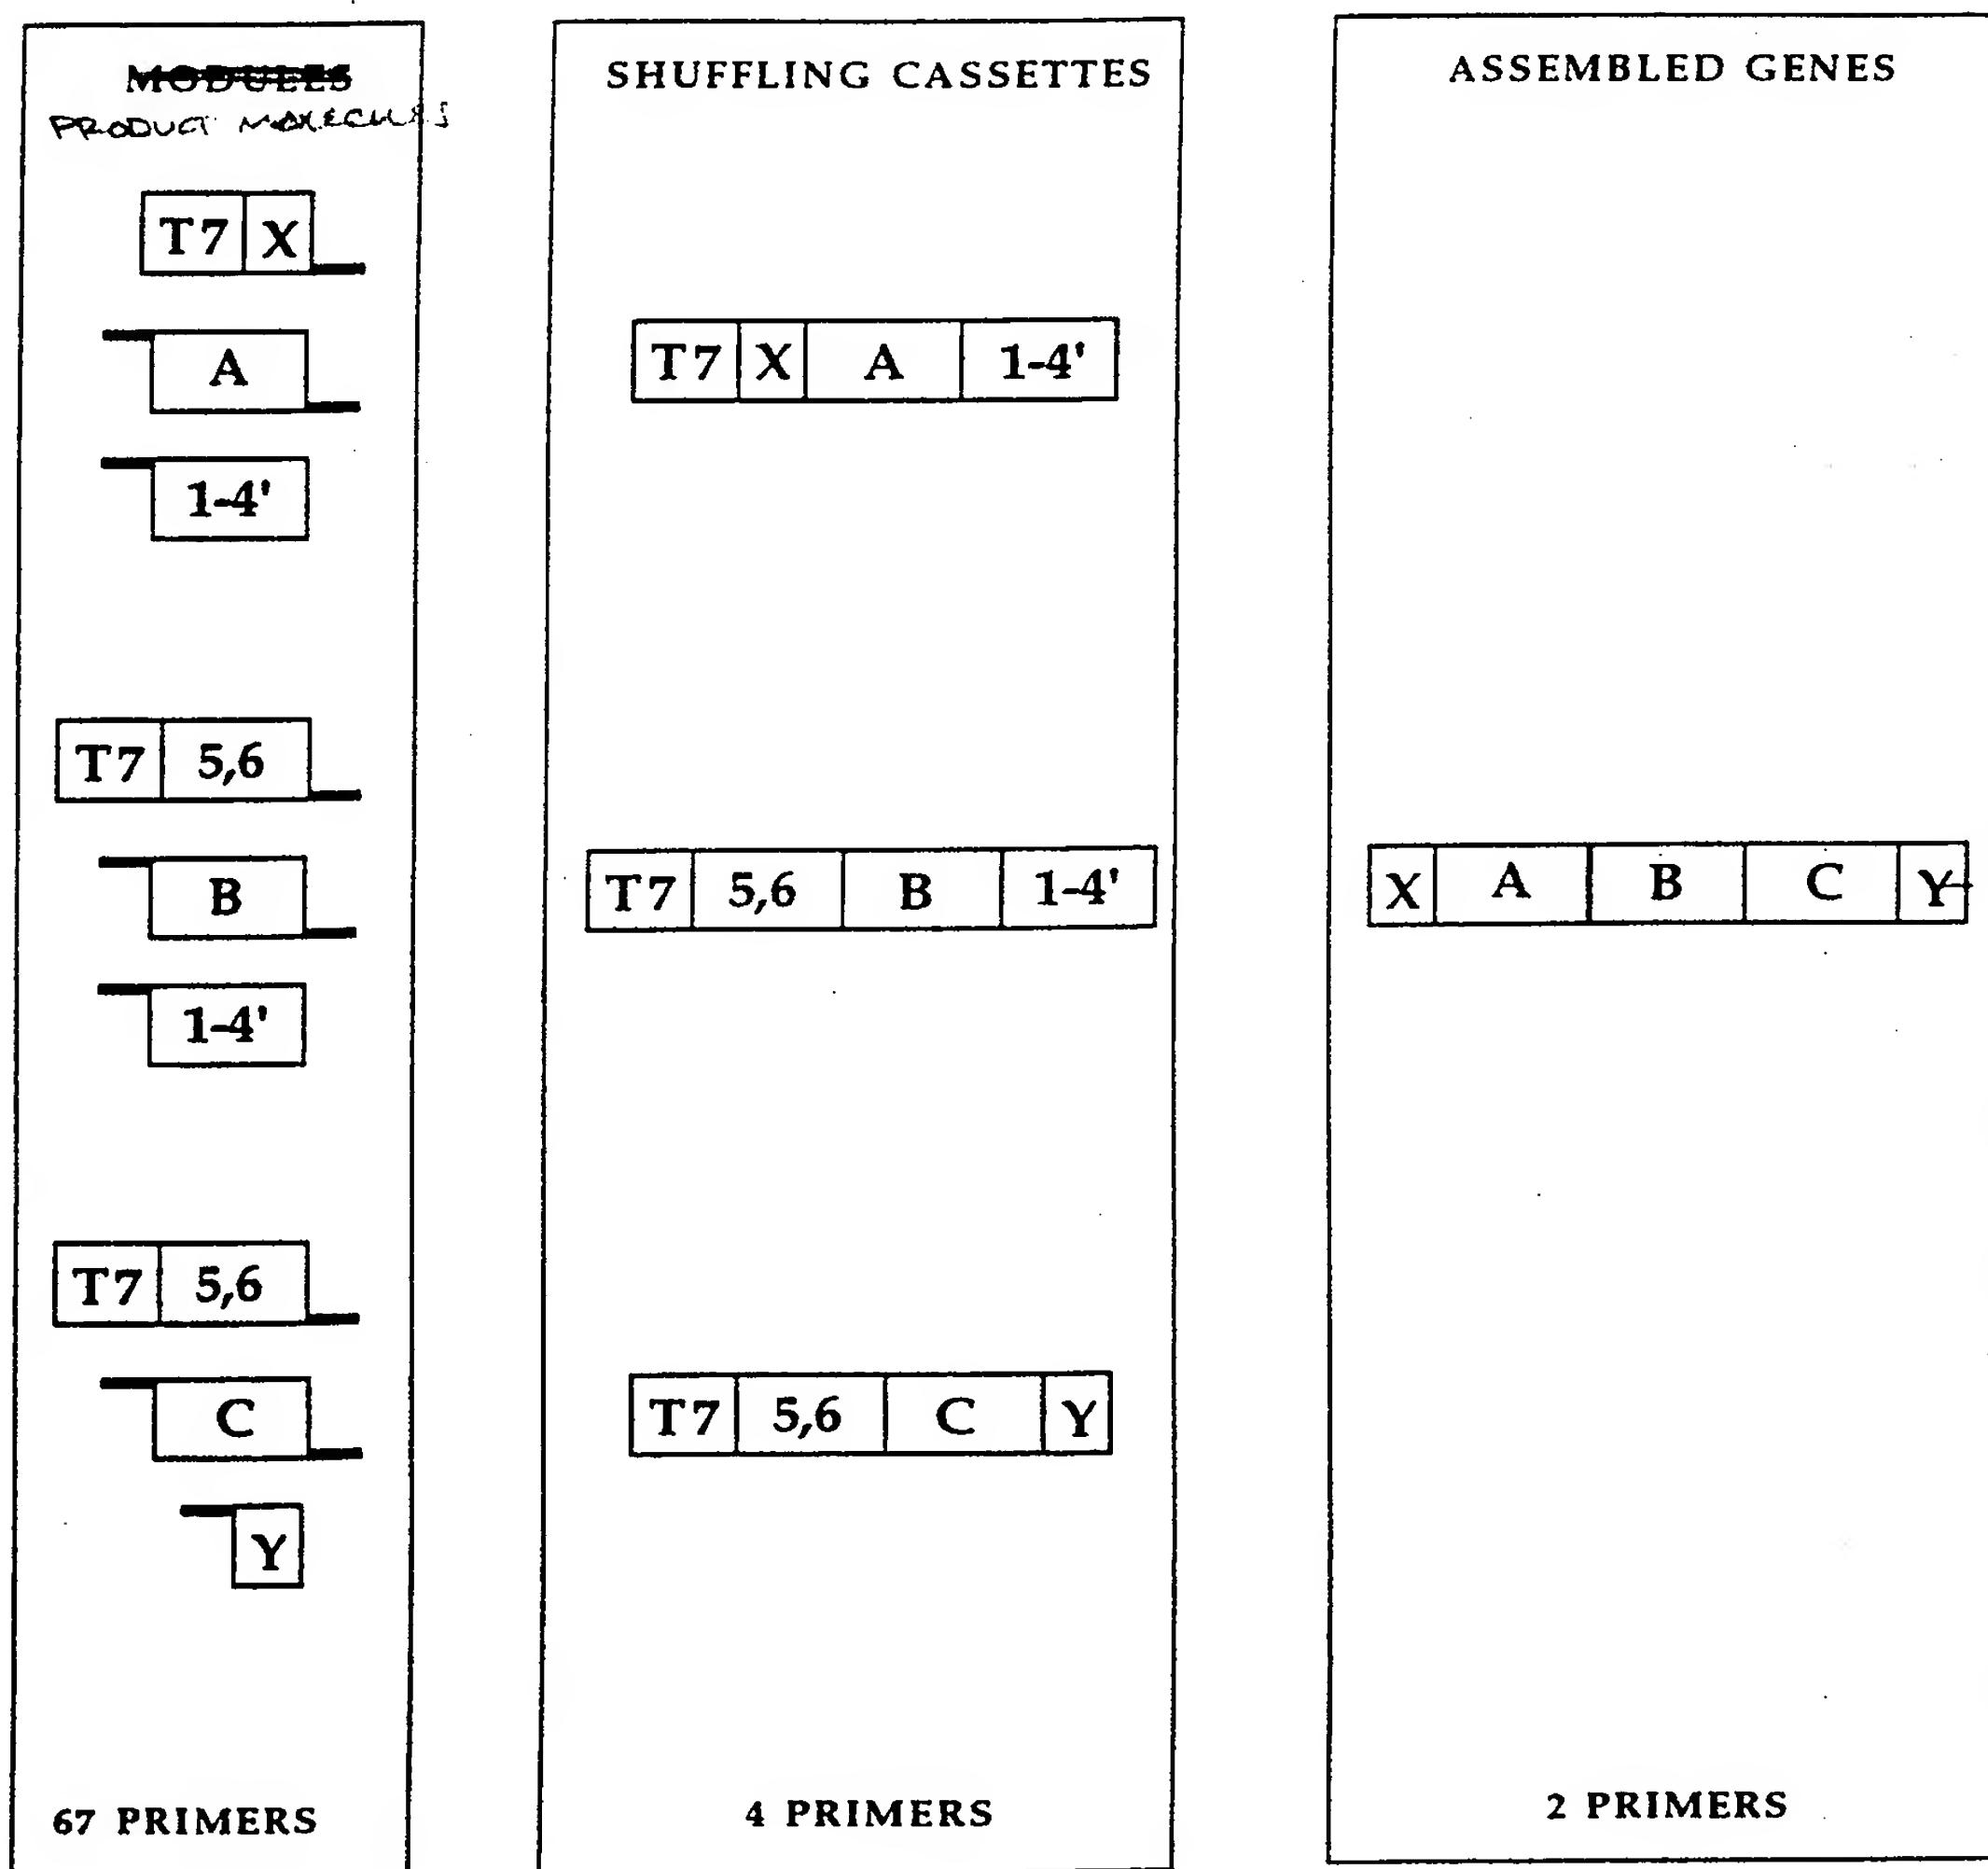 MODULES
PRODUCT MOLECULES
T7 X
A
1-4'
T7 5,6
B
1-4'
T7 5,6
C
Y
67 PRIMERS
SHUFFLING CASSETTES
T7 X A 1-4'
T7 5,6 B 1-4'
T7 5,6 C Y
4 PRIMERS
ASSEMBLED GENES
X A B C Y
2 PRIMERS